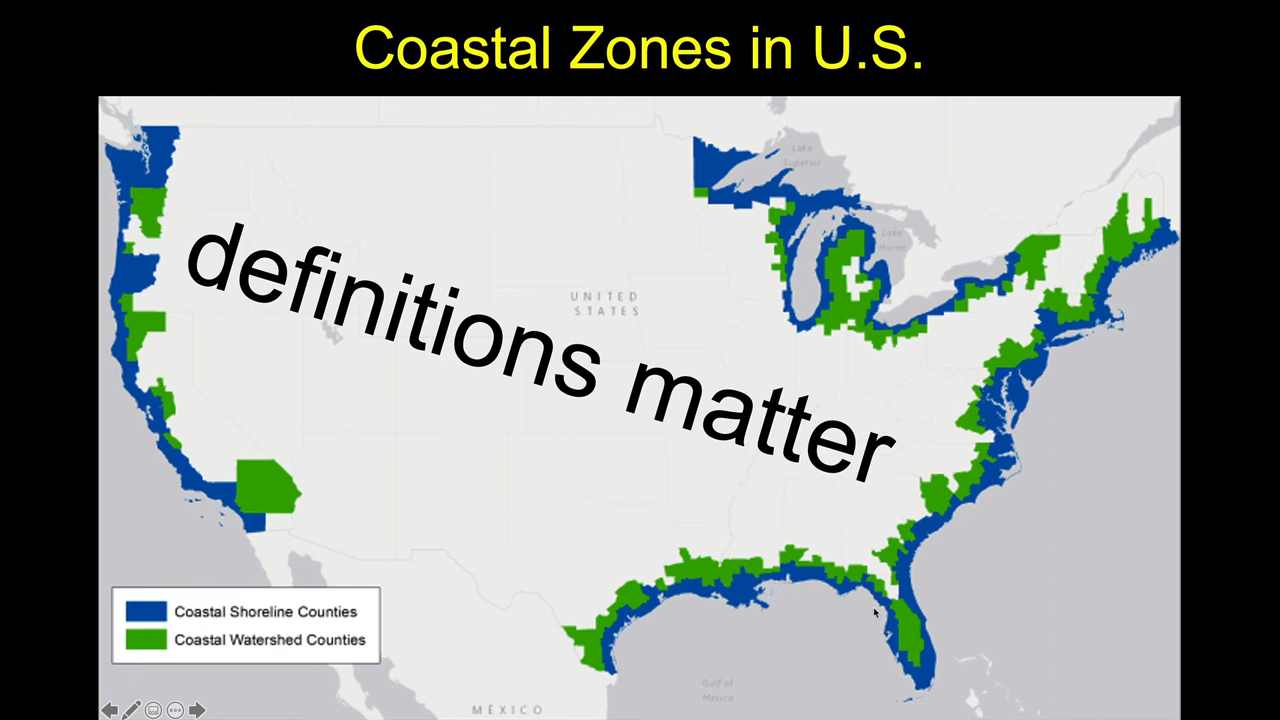 Coastal Zones in U.S.
Lake
Superior
Lake
Huron
definitions matter
UNITED
STATES
Coastal Shoreline Counties
Coastal Watershed Counties
Gulf of
Mexico
MÉXICO